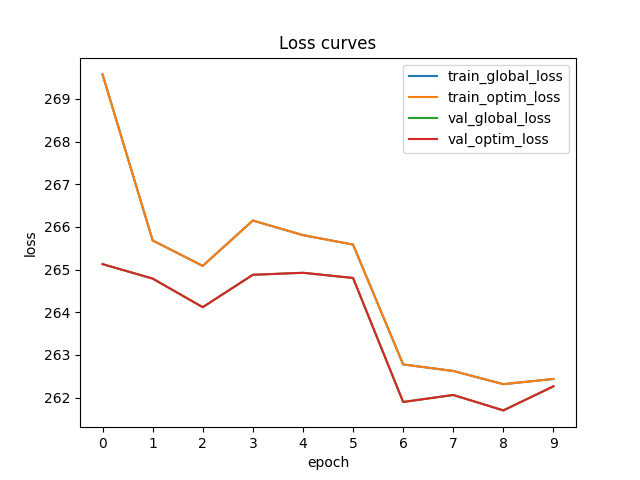 Loss curves
train_global_loss
train_optim_loss
val_global_loss
val_optim_loss
269
268
267
266
265
264
263
262
loss
0 1 2 3 4 5 6 7 8 9
epoch